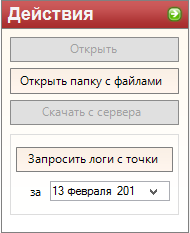 Действия
Открыть
Открыть папку с файлами
Скачать с сервера
Запросить логи с точки
за 13 февраля 201